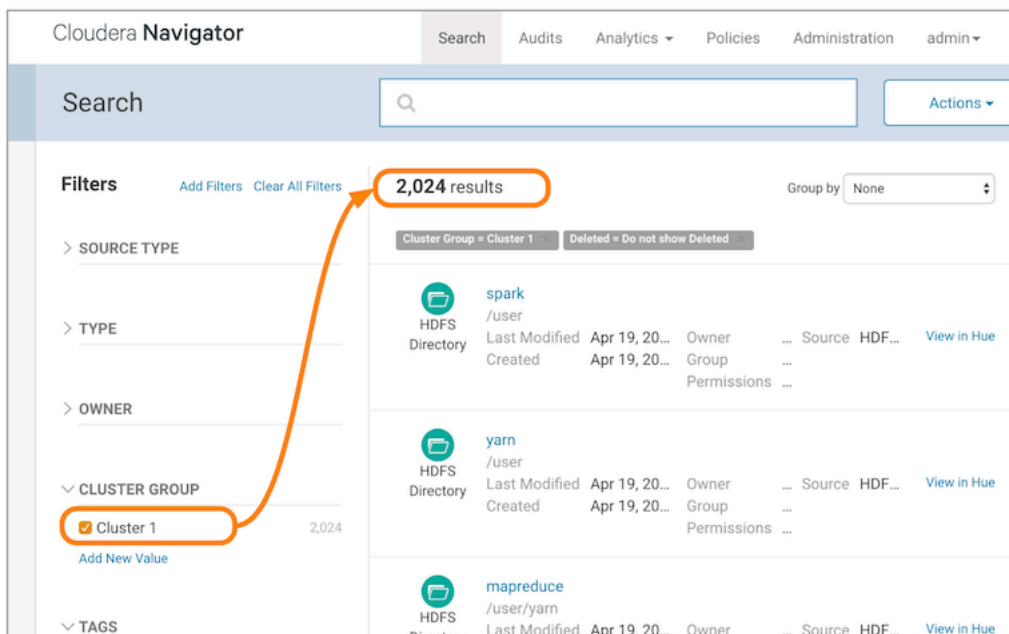 Cloudera Navigator
Search Audits Analytics Policies Administration admin
Search
Actions
Filters Add Filters Clear All Filters
SOURCE TYPE
TYPE
OWNER
CLUSTER GROUP
Cluster 1 2,024
Add New Value
TAGS
2,024 results
Group by None
Cluster Group = Cluster 1 × Deleted = Do not show Deleted ×
HDFS Directory
spark
/user
Last Modified Apr 19, 20... Owner ... Source HDF... View in Hue
Created Apr 19, 20... Group ...
Permissions ...
HDFS Directory
yarn
/user
Last Modified Apr 19, 20... Owner ... Source HDF... View in Hue
Created Apr 19, 20... Group ...
Permissions ...
HDFS
mapreduce
/user/yarn
Last Modified Apr 19, 20... Owner ... Source HDF... View in Hue